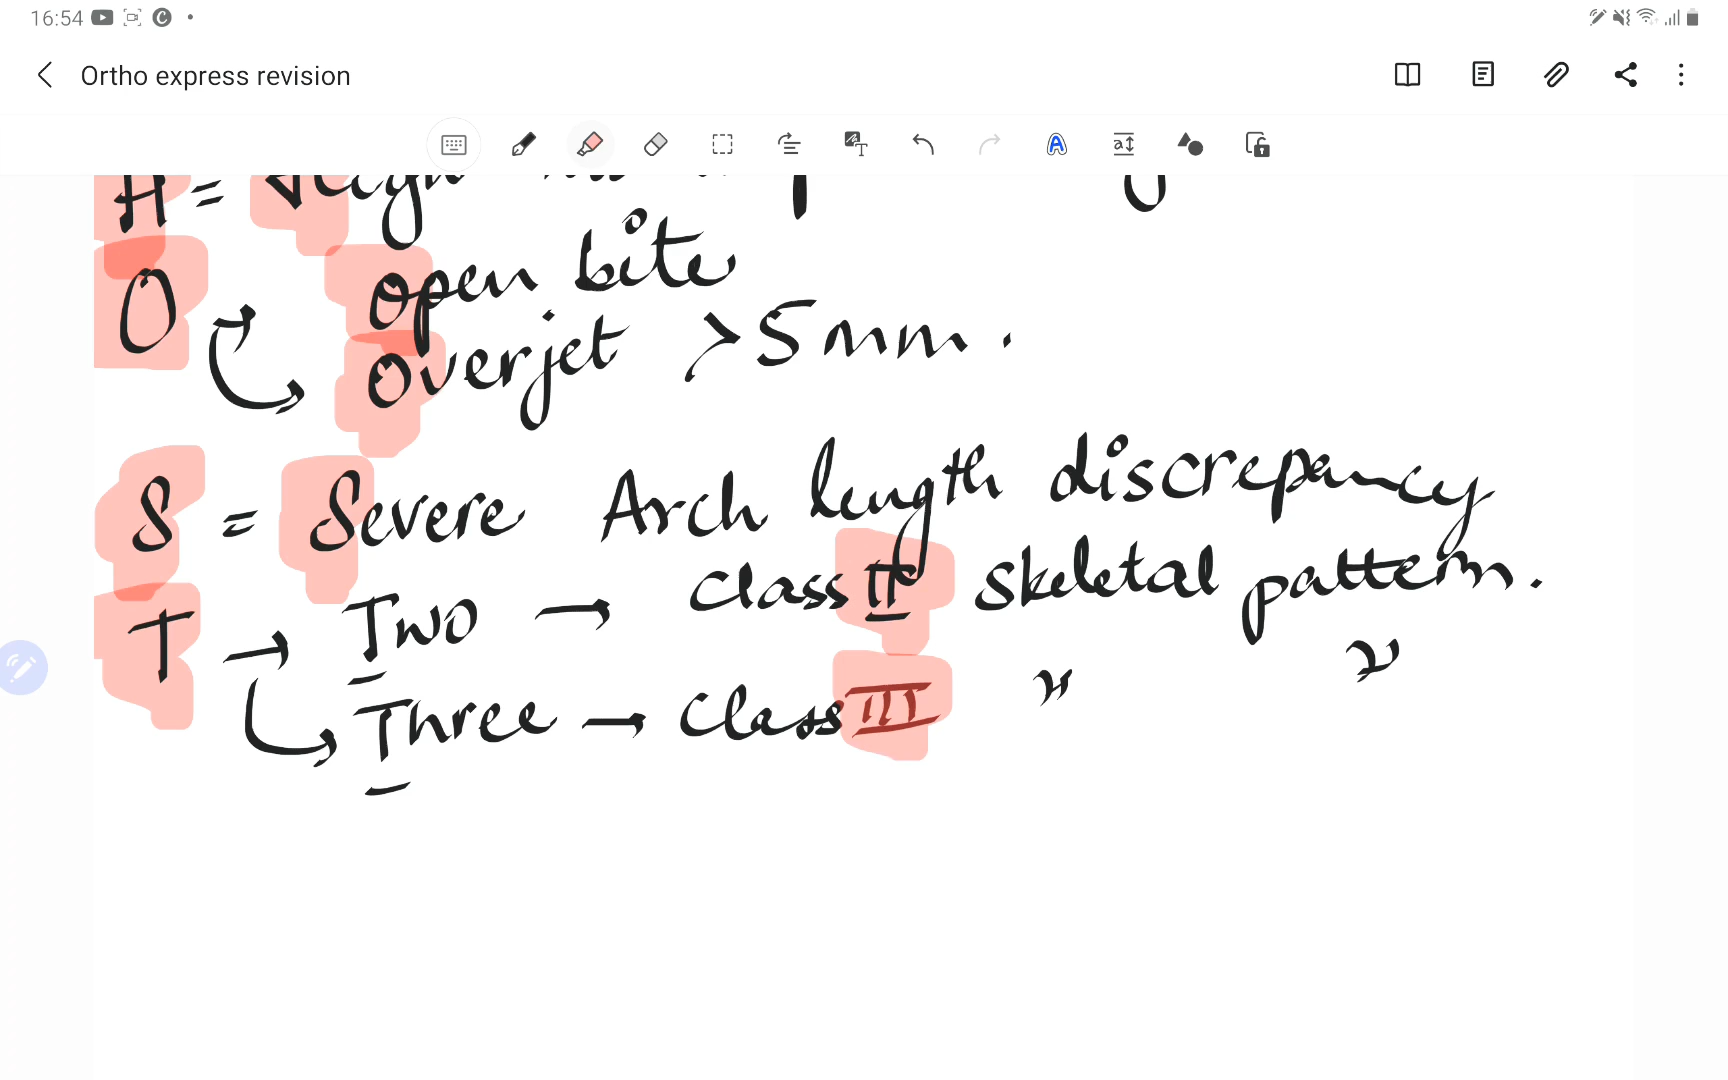 16:54
Ortho express revision
H =
O open bite
overjet > 5mm.
S = Severe Arch length discrepancy
T → Two → class II skeletal pattern.
Three → Class III " "